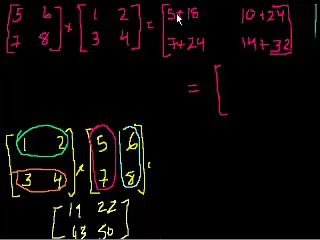 [5 6 7 8] × [1 2 3 4] = [5+18 10+24 7+24 14+32]
= [
[1 2 3 4] × [5 6 7 8] :
[19 22 43 50]